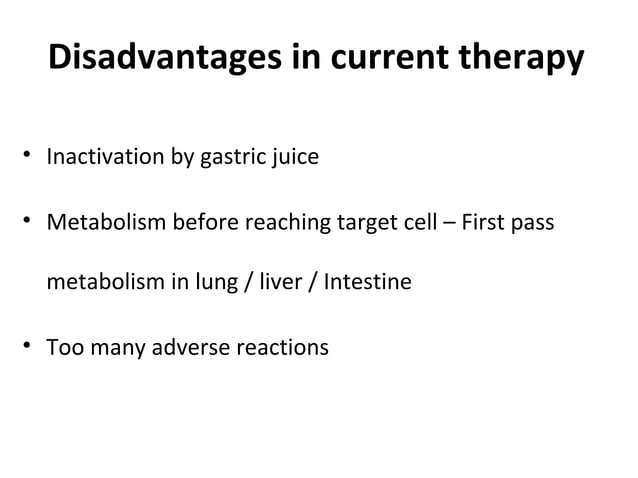 Disadvantages in current therapy
• Inactivation by gastric juice
• Metabolism before reaching target cell – First pass
metabolism in lung / liver / Intestine
• Too many adverse reactions